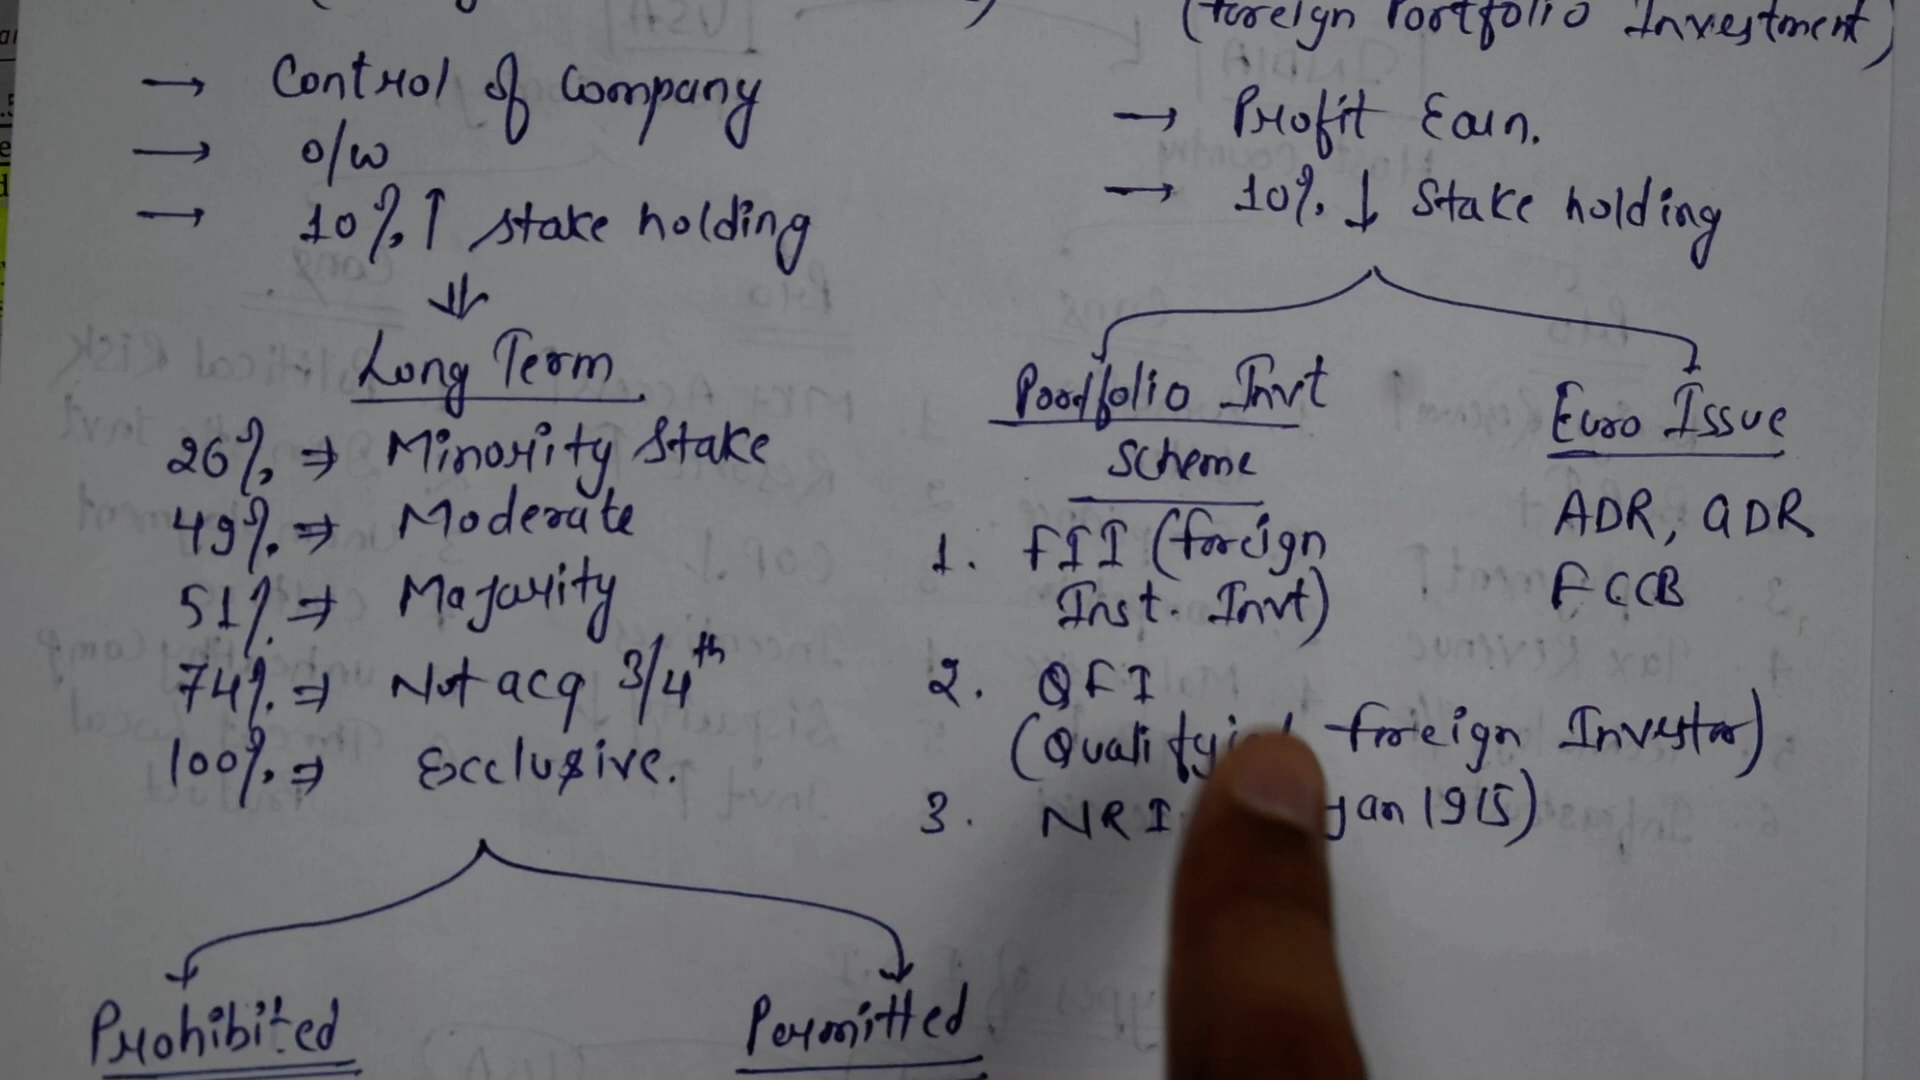 (foreign Portfolio Investment)
→ Control of Company
→ o/w
→ 10% ↑ stake holding
⇓
Long Term
26% ⇒ Minority Stake
49% ⇒ Moderate
51% ⇒ Majarity
74% ⇒ Not acq 3/4th
100% ⇒ Exclusive.
Prohibited
Permitted
→ Profit Earn.
→ 10% ↓ Stake holding
Portfolio Invt
Scheme
1. FII (foreign
Inst. Invt)
2. QFI
(foreign Investor)
3. NRI Jan 1915)
Euro Issue
ADR, GDR
FCCB